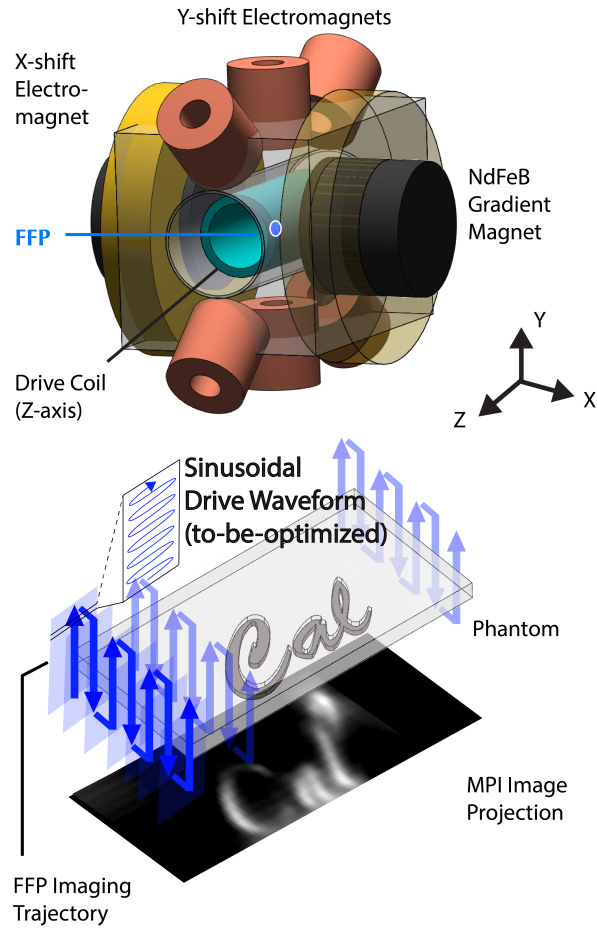 Y-shift Electromagnets
X-shift
Electro-
magnet
NdFeB
Gradient
Magnet
FFP
Drive Coil
(Z-axis)
Y
X
Z
Sinusoidal
Drive Waveform
(to-be-optimized)
Cal
Phantom
MPI Image
Projection
FFP Imaging
Trajectory